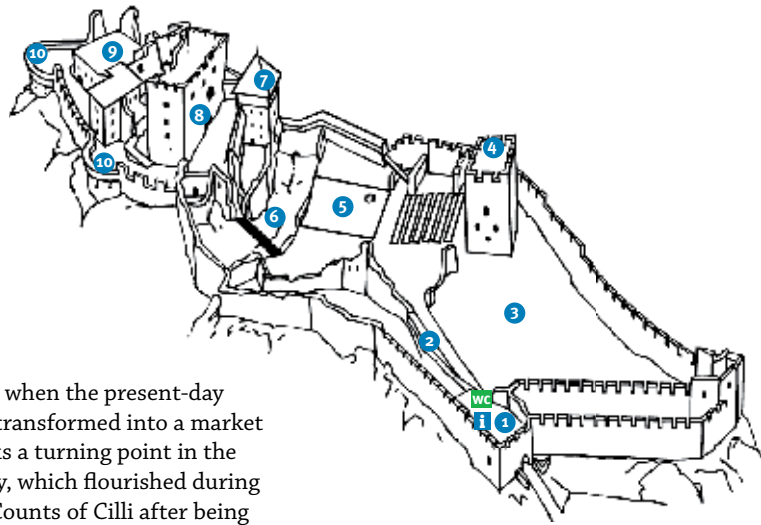 10
9
7
8
4
10
5
6
3
2
WC
i 1
when the present-day
transformed into a market
s a turning point in the
y, which flourished during
Counts of Cilli after being